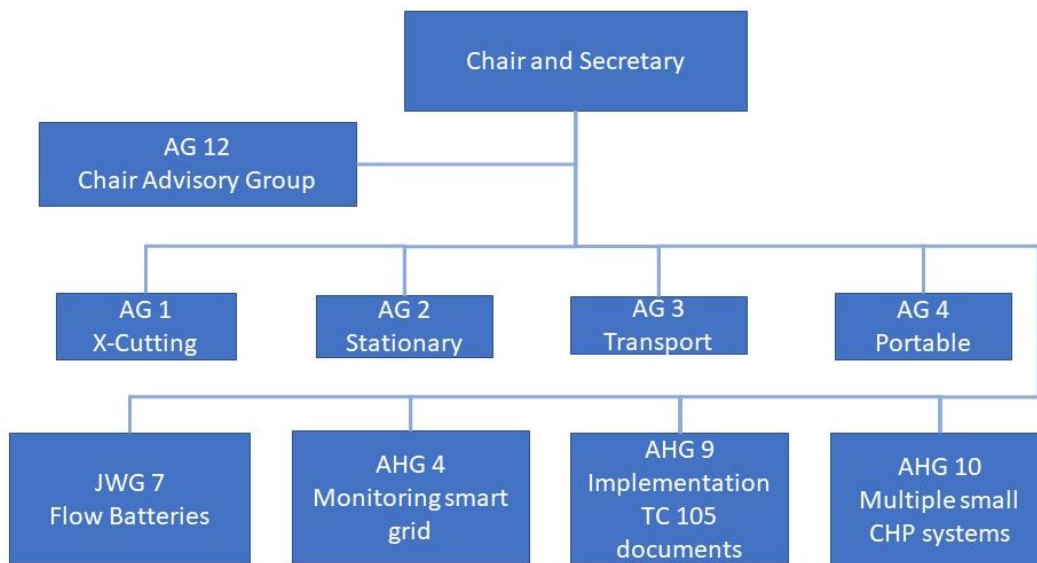 Chair and Secretary
AG 12
Chair Advisory Group
AG 1
X-Cutting
AG 2
Stationary
AG 3
Transport
AG 4
Portable
JWG 7
Flow Batteries
AHG 4
Monitoring smart
grid
AHG 9
Implementation
TC 105
documents
AHG 10
Multiple small
CHP systems